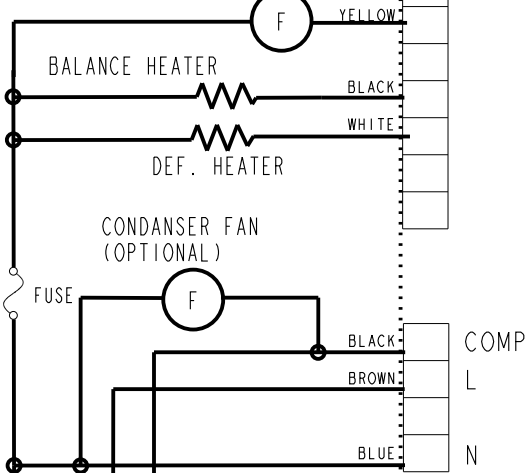 F
YELLOW
BALANCE HEATER
BLACK
WHITE
DEF. HEATER
CONDANSER FAN
(OPTIONAL)
FUSE
F
BLACK
COMP
BROWN
L
BLUE
N